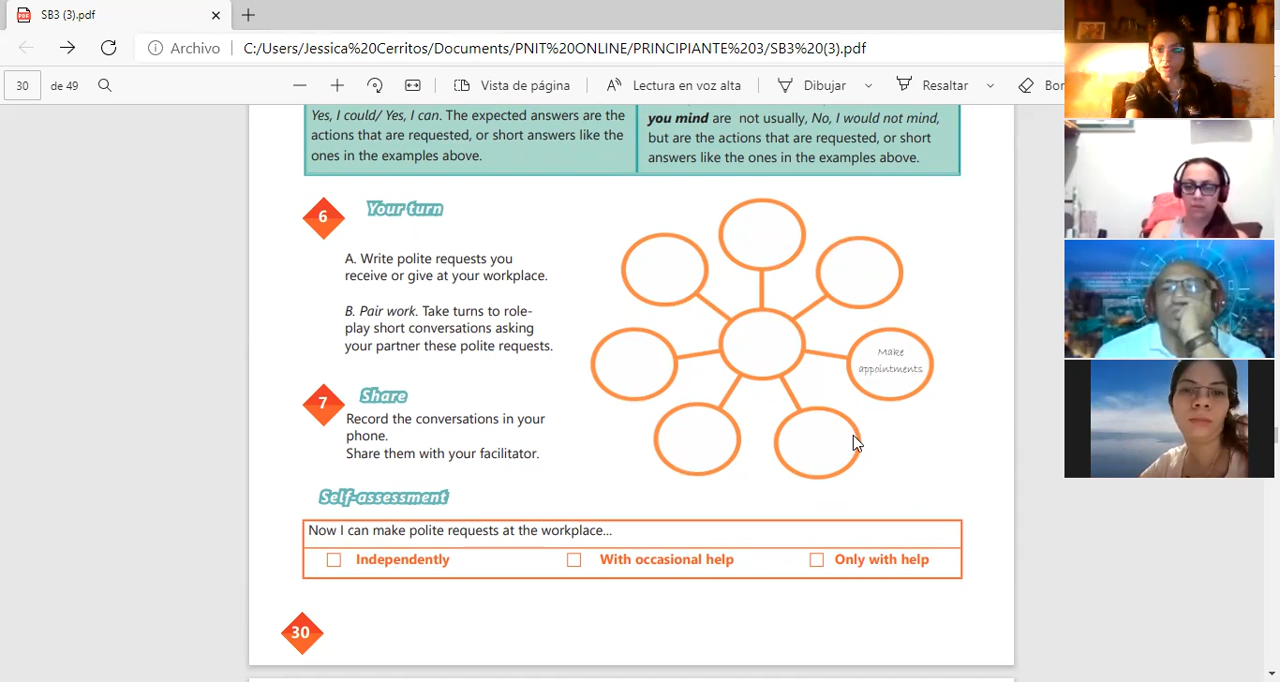 SB3 (3).pdf
Archivo
C:/Users/Jessica%20Cerritos/Documents/PNIT%20ONLINE/PRINCIPIANTE%203/SB3%20(3).pdf
30 de 49
Vista de página
Lectura en voz alta
Dibujar
Resaltar
Bor
Yes, I could/ Yes, I can. The expected answers are the
actions that are requested, or short answers like the
ones in the examples above.
you mind are not usually, No, I would not mind,
but are the actions that are requested, or short
answers like the ones in the examples above.
6
Your turn
A. Write polite requests you
receive or give at your workplace.
B. Pair work. Take turns to role-
play short conversations asking
your partner these polite requests.
Make
appointments
7
Share
Record the conversations in your
phone.
Share them with your facilitator.
Self-assessment
Now I can make polite requests at the workplace...
Independently
With occasional help
Only with help
30